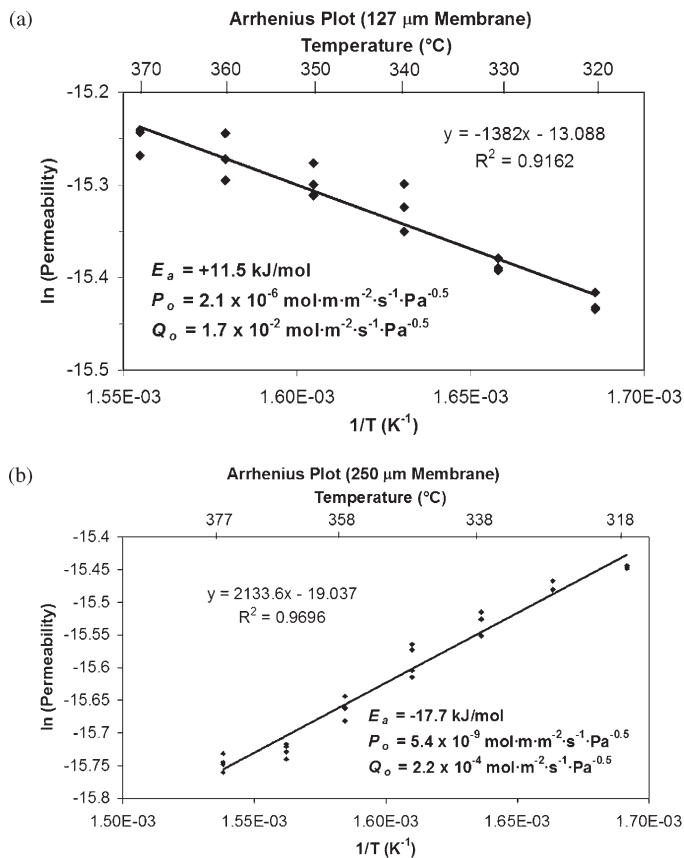 (a)
Arrhenius Plot (127 μm Membrane)
Temperature (°C)
370 360 350 340 330 320
-15.2
y = -1382x - 13.088
R² = 0.9162
-15.3
ln (Permeability)
-15.4
Eₐ = +11.5 kJ/mol
Pₒ = 2.1 x 10⁻⁶ mol·m·m⁻²·s⁻¹·Pa⁻⁰·⁵
Qₒ = 1.7 x 10⁻² mol·m⁻²·s⁻¹·Pa⁻⁰·⁵
-15.5
1.55E-03 1.60E-03 1.65E-03 1.70E-03
1/T (K⁻¹)
(b)
Arrhenius Plot (250 μm Membrane)
Temperature (°C)
377 358 338 318
-15.4
-15.45
-15.5
y = 2133.6x - 19.037
R² = 0.9696
-15.55
ln (Permeability)
-15.6
-15.65
-15.7
Eₐ = -17.7 kJ/mol
Pₒ = 5.4 x 10⁻⁹ mol·m·m⁻²·s⁻¹·Pa⁻⁰·⁵
Qₒ = 2.2 x 10⁻⁴ mol·m⁻²·s⁻¹·Pa⁻⁰·⁵
-15.75
-15.8
1.50E-03 1.55E-03 1.60E-03 1.65E-03 1.70E-03
1/T (K⁻¹)